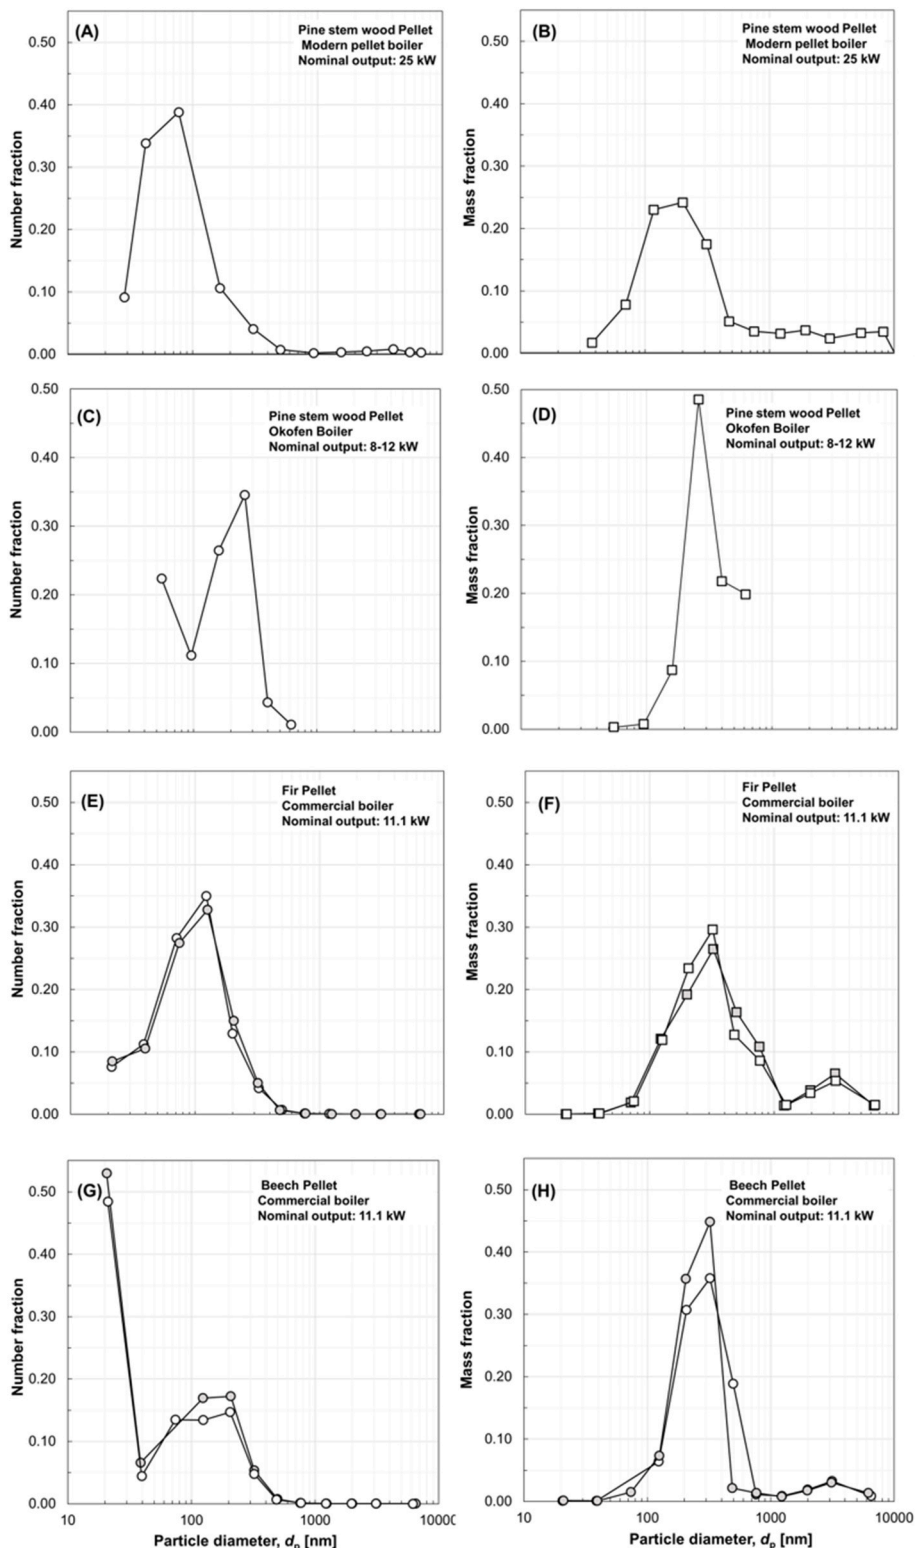 (A)
Pine stem wood Pellet
Modern pellet boiler
Nominal output: 25 kW
0.50
0.40
0.30
0.20
0.10
0.00
Number fraction
(B)
Pine stem wood Pellet
Modern pellet boiler
Nominal output: 25 kW
0.50
0.40
0.30
0.20
0.10
0.00
Mass fraction
(C)
Pine stem wood Pellet
Okofen Boiler
Nominal output: 8-12 kW
0.50
0.40
0.30
0.20
0.10
0.00
Number fraction
(D)
Pine stem wood Pellet
Okofen Boiler
Nominal output: 8-12 kW
0.50
0.40
0.30
0.20
0.10
0.00
Mass fraction
(E)
Fir Pellet
Commercial boiler
Nominal output: 11.1 kW
0.50
0.40
0.30
0.20
0.10
0.00
Number fraction
(F)
Fir Pellet
Commercial boiler
Nominal output: 11.1 kW
0.50
0.40
0.30
0.20
0.10
0.00
Mass fraction
(G)
Beech Pellet
Commercial boiler
Nominal output: 11.1 kW
0.50
0.40
0.30
0.20
0.10
0.00
Number fraction
10 100 1000 10000
Particle diameter, dp [nm]
(H)
Beech Pellet
Commercial boiler
Nominal output: 11.1 kW
0.50
0.40
0.30
0.20
0.10
0.00
Mass fraction
10 100 1000 10000
Particle diameter, dp [nm]